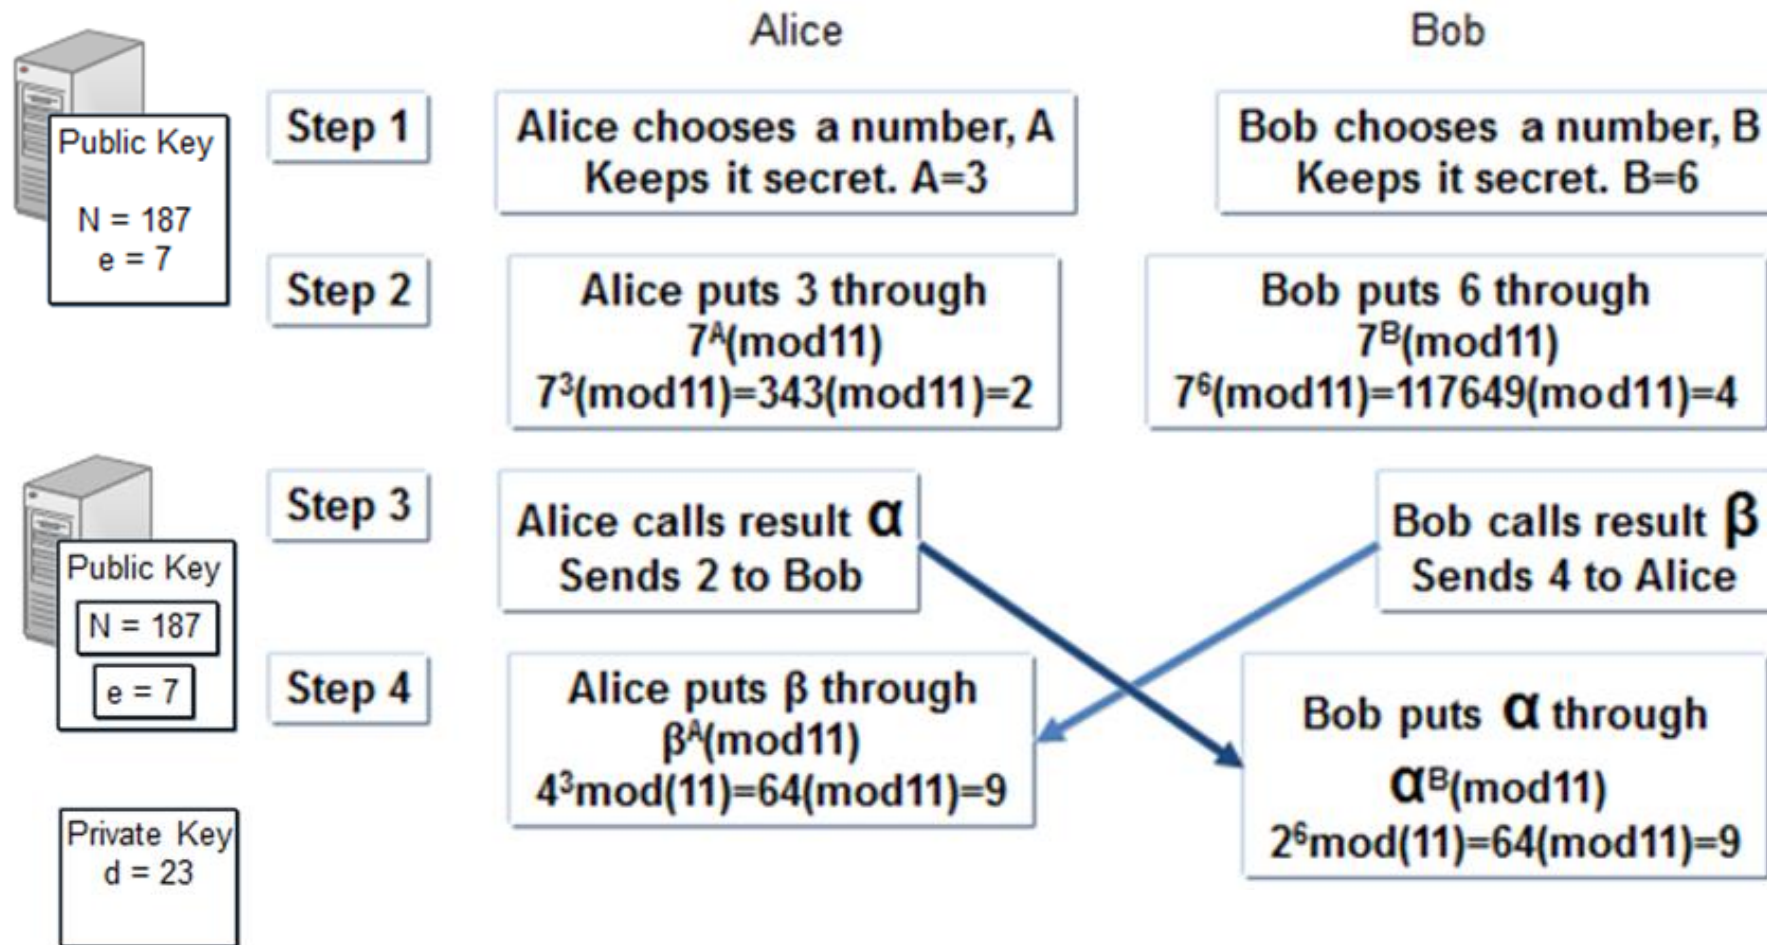 Alice
Bob
Public Key
N = 187
e = 7
Step 1
Alice chooses a number, A
Keeps it secret. A=3
Bob chooses a number, B
Keeps it secret. B=6
Step 2
Alice puts 3 through
7ᴬ(mod11)
7³(mod11)=343(mod11)=2
Bob puts 6 through
7ᴮ(mod11)
7⁶(mod11)=117649(mod11)=4
Public Key
N = 187
e = 7
Step 3
Alice calls result α
Sends 2 to Bob
Bob calls result β
Sends 4 to Alice
Step 4
Alice puts β through
βᴬ(mod11)
4³mod(11)=64(mod11)=9
Bob puts α through
αᴮ(mod11)
2⁶mod(11)=64(mod11)=9
Private Key
d = 23